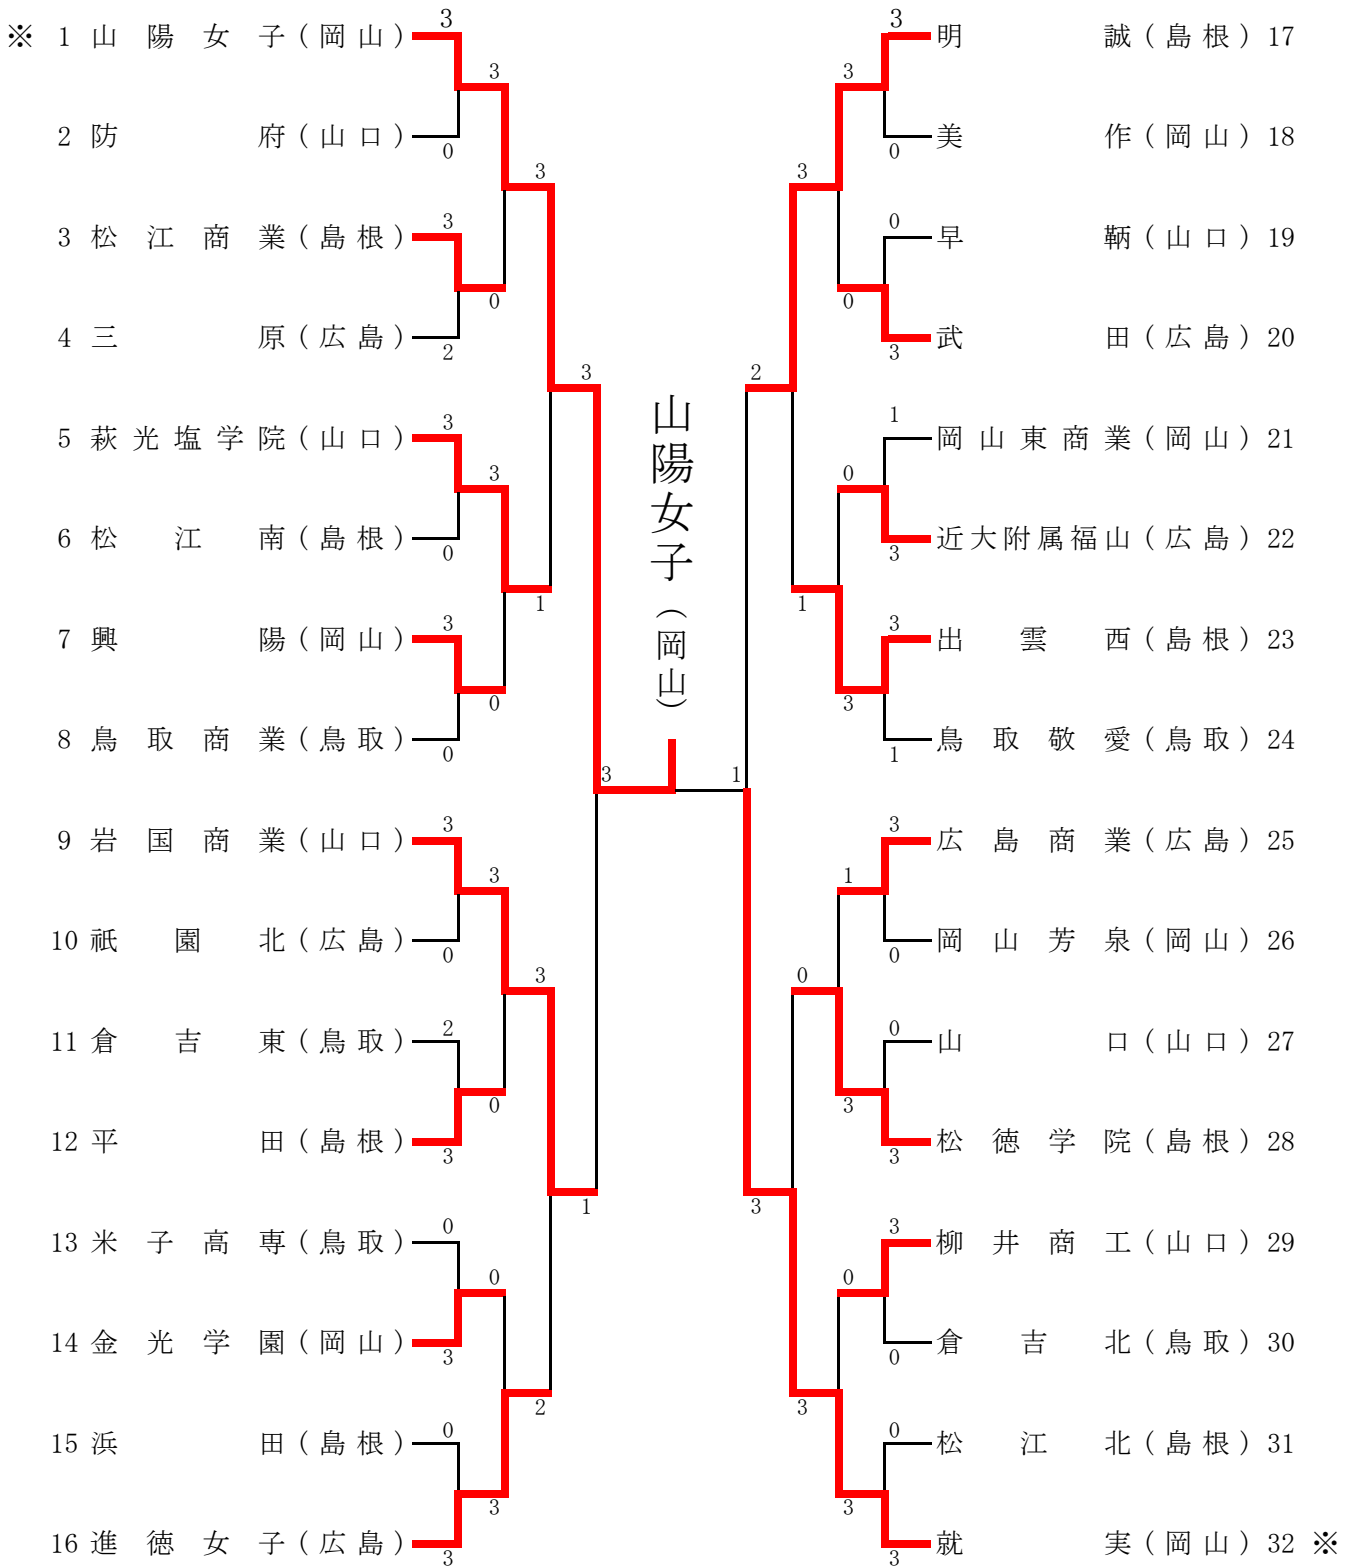 ※ 1 山陽女子(岡山) 3
3
2 防府(山口) 0
3
3 松江商業(島根) 3
0
4 三原(広島) 2
3
5 萩光塩学院(山口) 3
3
6 松江南(島根) 0
1
7 興陽(岡山) 3
0
8 鳥取商業(鳥取) 0
3
9 岩国商業(山口) 3
3
10 祇園北(広島) 0
3
11 倉吉東(鳥取) 2
0
12 平田(島根) 3
1
13 米子高専(鳥取) 0
0
14 金光学園(岡山) 3
2
15 浜田(島根) 0
3
16 進徳女子(広島) 3
山陽女子(岡山)
3 明誠(島根) 17
3
0 美作(岡山) 18
3
0 早鞆(山口) 19
0
3 武田(広島) 20
2
1 岡山東商業(岡山) 21
0
3 近大附属福山(広島) 22
1
3 出雲西(島根) 23
3
1 鳥取敬愛(鳥取) 24
1
3 広島商業(広島) 25
1
0 岡山芳泉(岡山) 26
0
0 山口(山口) 27
3
3 松徳学院(島根) 28
3
3 柳井商工(山口) 29
0
0 倉吉北(鳥取) 30
3
0 松江北(島根) 31
3
3 就実(岡山) 32 ※